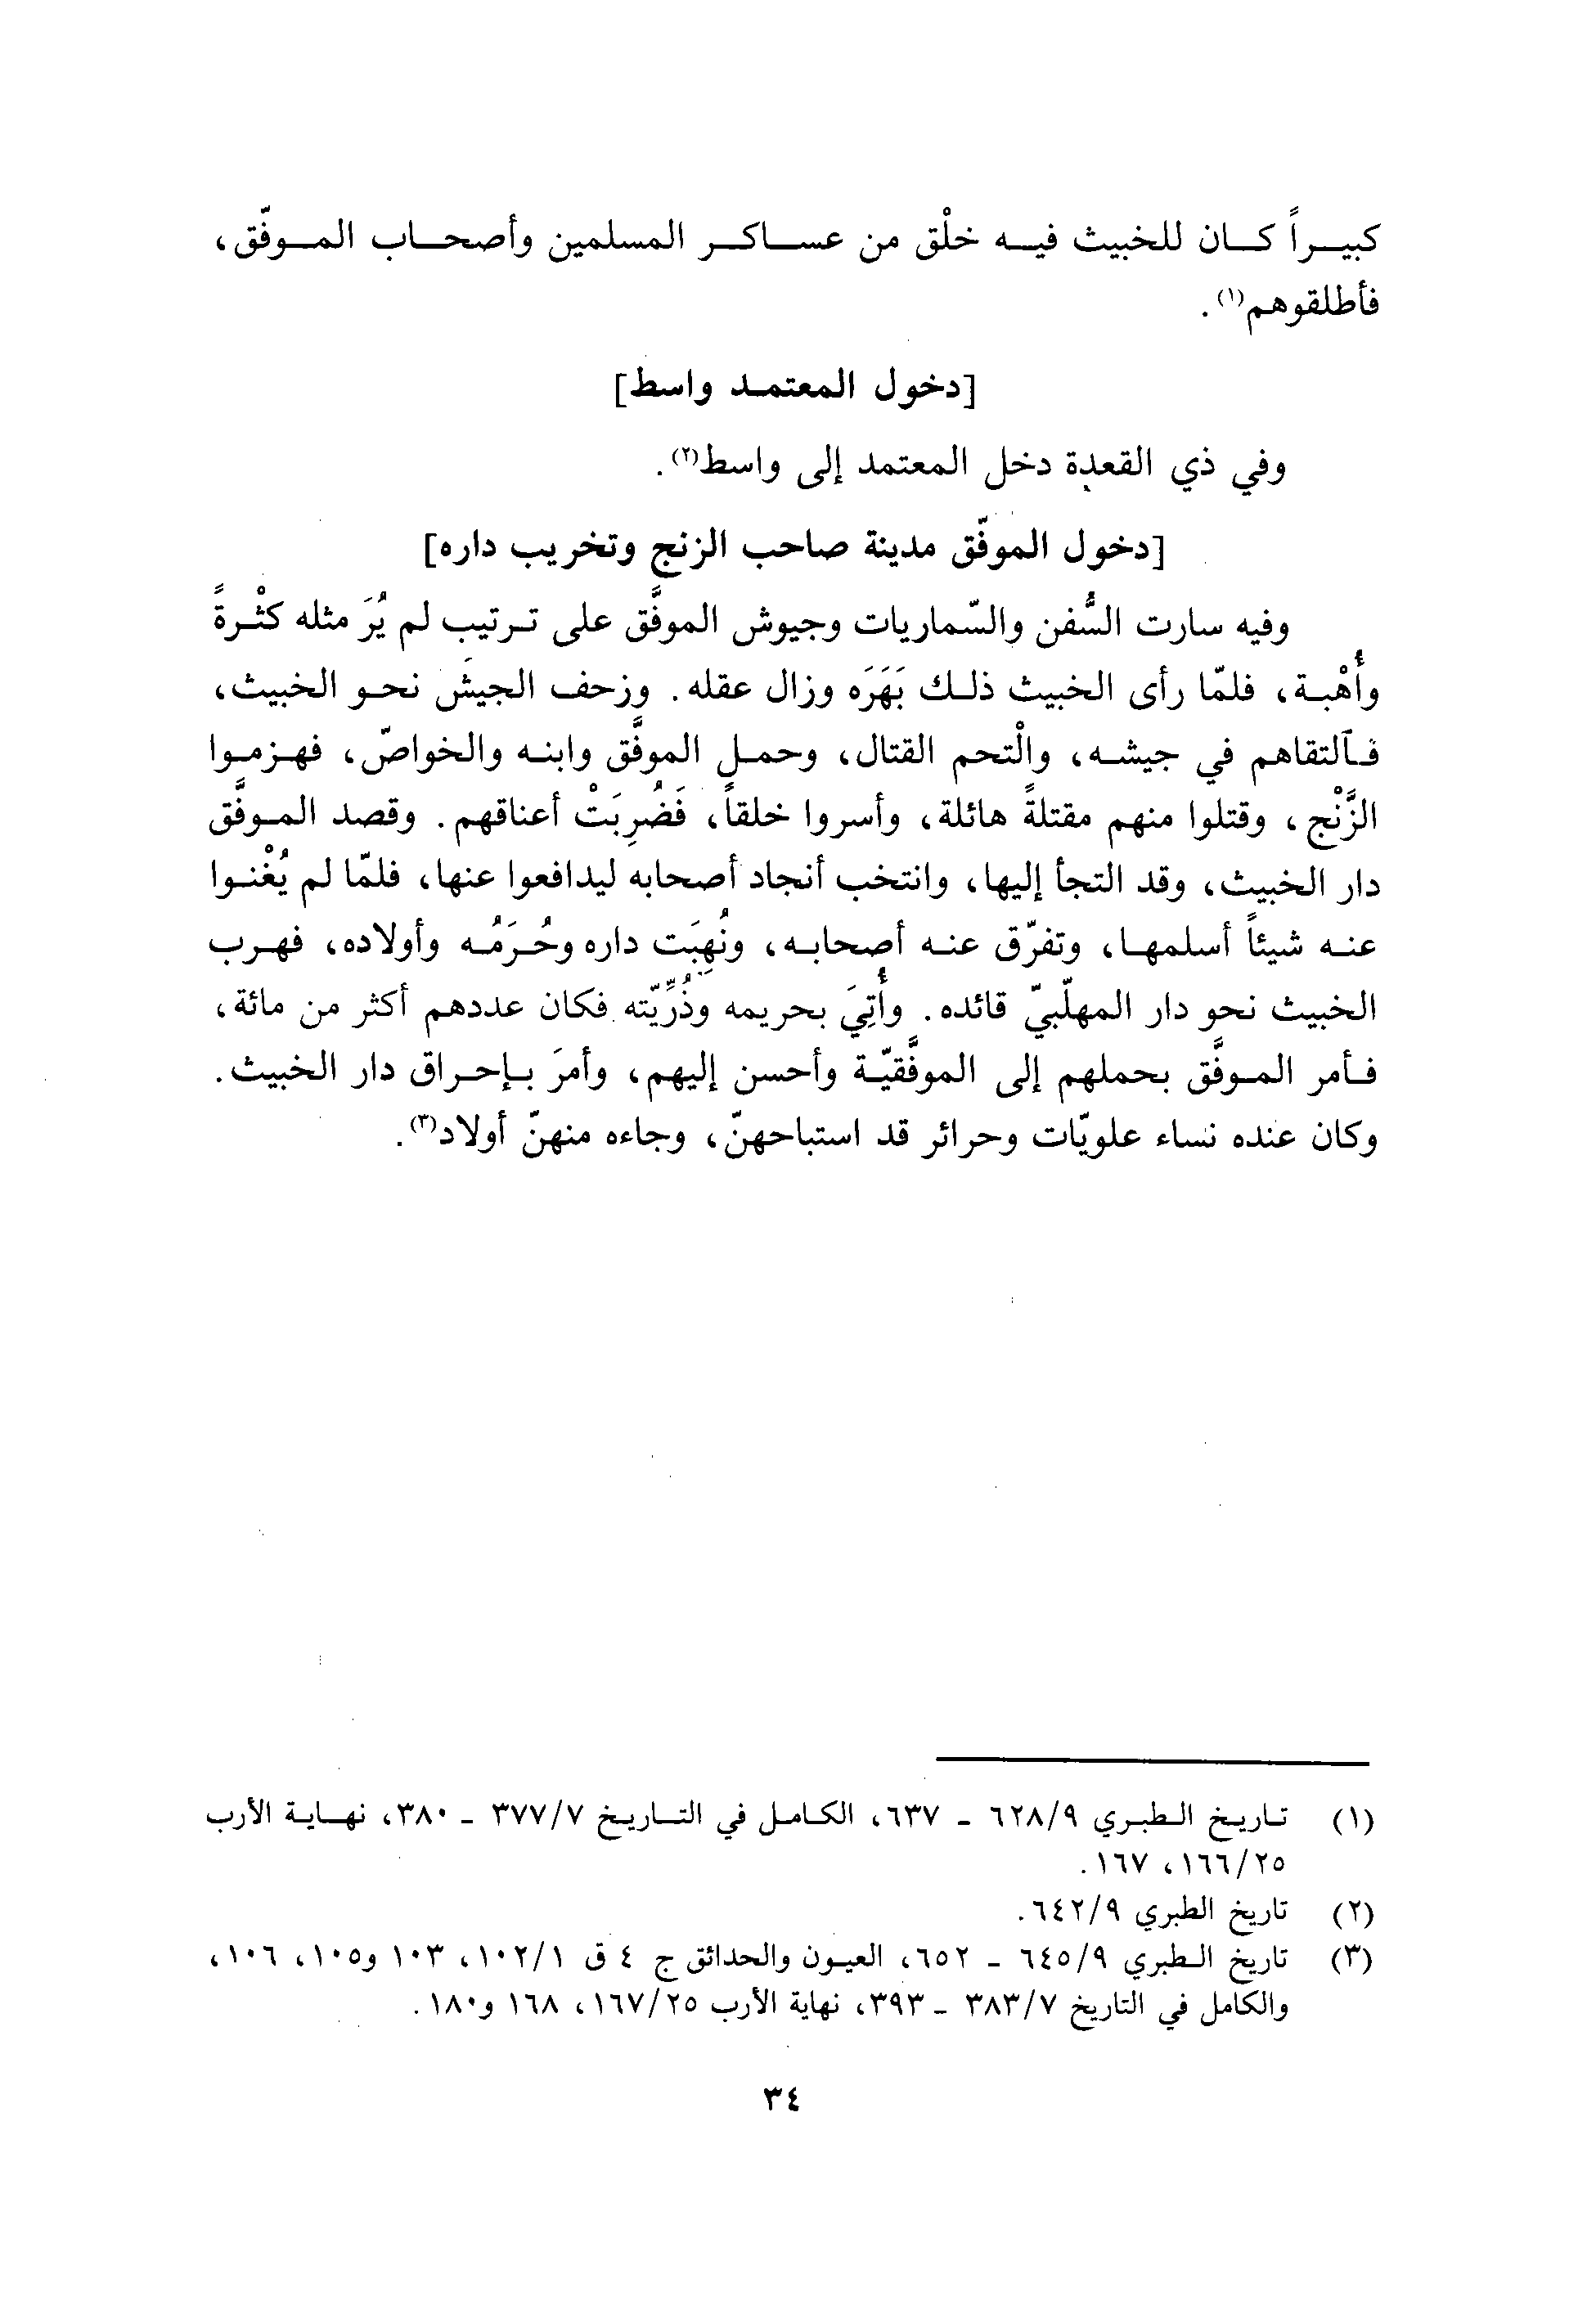 كبيراً كان للخبيث فيه خلْق من عساكر المسلمين وأصحاب الموفّق،
فأطلقوهم(١).
[دخول المعتمد واسط]
وفي ذي القعدة دخل المعتمد إلى واسط(٢).
[دخول الموفّق مدينة صاحب الزنج وتخريب داره]
وفيه سارت السُّفن والسّماريات وجيوش الموفَّق على ترتيب لم يُرَ مثله كثْرةً
وأُهْبة، فلمّا رأى الخبيث ذلك بَهَرَه وزال عقله. وزحف الجيش نحو الخبيث،
فآلتقاهم في جيشه، والْتحم القتال، وحمل الموفَّق وابنه والخواصّ، فهزموا
الزَّنْج، وقتلوا منهم مقتلةً هائلة، وأسروا خلقاً، فَضُرِبَتْ أعناقهم. وقصد الموفَّق
دار الخبيث، وقد التجأ إليها، وانتخب أنجاد أصحابه ليدافعوا عنها، فلمّا لم يُغْنوا
عنه شيئاً أسلمها، وتفرّق عنه أصحابه، ونُهِبَت داره وحُرَمُه وأولاده، فهرب
الخبيث نحو دار المهلّبيّ قائده. وأُتِيَ بحريمه وذُرِّيّته فكان عددهم أكثر من مائة،
فأمر الموفَّق بحملهم إلى الموفَّقيّة وأحسن إليهم، وأمرَ بإحراق دار الخبيث.
وكان عنده نساء علويّات وحرائر قد استباحهنّ، وجاءه منهنّ أولاد(٣).
(١) تاريخ الطبري ٦٢٨/٩ - ٦٣٧، الكامل في التاريخ ٣٧٧/٧ - ٣٨٠، نهاية الأرب
١٦٦/٢٥، ١٦٧.
(٢) تاريخ الطبري ٦٤٢/٩.
(٣) تاريخ الطبري ٦٤٥/٩ - ٦٥٢، العيون والحدائق ج ٤ ق ١٠٢/١، ١٠٣ و١٠٥، ١٠٦،
والكامل في التاريخ ٣٨٣/٧ - ٣٩٣، نهاية الأرب ١٦٧/٢٥، ١٦٨ و١٨٠.
٣٤